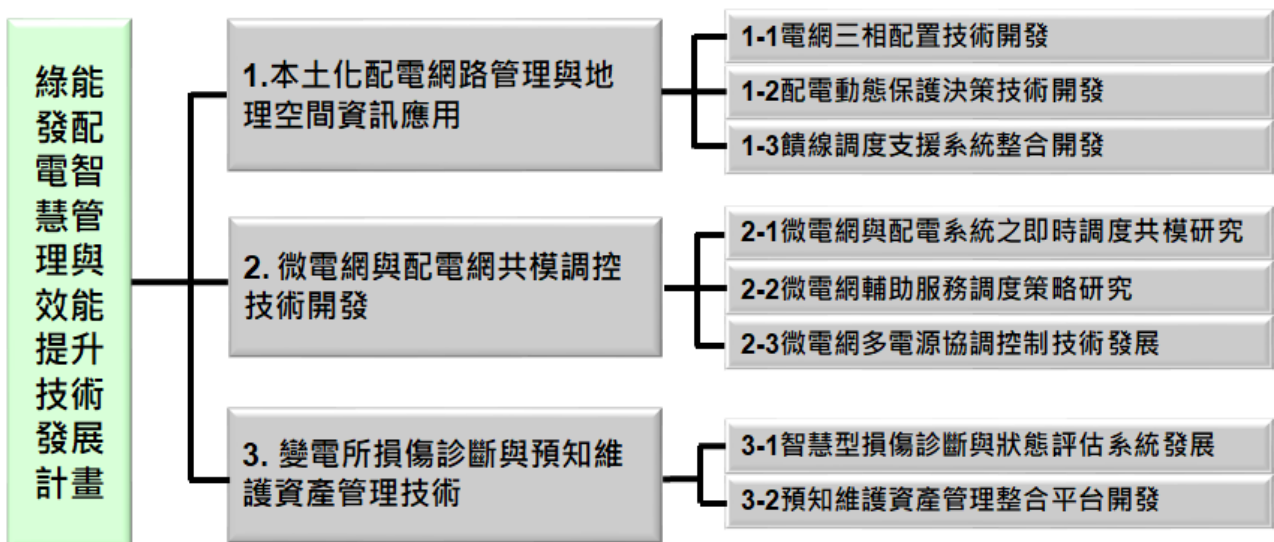 綠能
發配
電智
慧管
理與
效能
提升
技術
發展
計畫
1.本土化配電網路管理與地
理空間資訊應用
1-1電網三相配置技術開發
1-2配電動態保護決策技術開發
1-3饋線調度支援系統整合開發
2. 微電網與配電網共模調控
技術開發
2-1微電網與配電系統之即時調度共模研究
2-2微電網輔助服務調度策略研究
2-3微電網多電源協調控制技術發展
3. 變電所損傷診斷與預知維
護資產管理技術
3-1智慧型損傷診斷與狀態評估系統發展
3-2預知維護資產管理整合平台開發